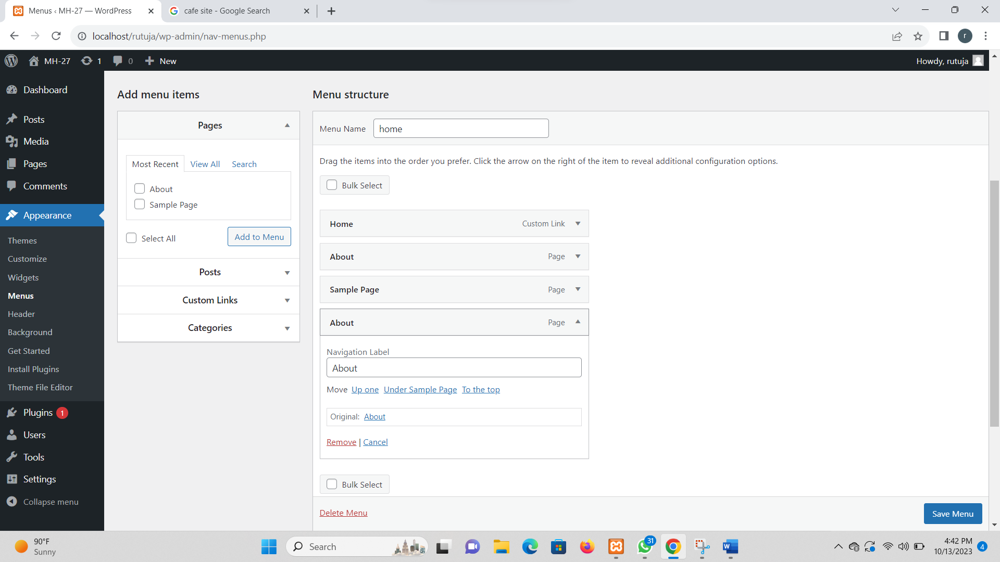 Menus ‹ MH-27 — WordPress
cafe site - Google Search
localhost/rutuja/wp-admin/nav-menus.php
r
MH-27
1
0
New
Howdy, rutuja
Dashboard
Posts
Media
Pages
Comments
Appearance
Themes
Customize
Widgets
Menus
Header
Background
Get Started
Install Plugins
Theme File Editor
Plugins 1
Users
Tools
Settings
Collapse menu
Add menu items
Pages
Most Recent
View All
Search
About
Sample Page
Select All
Add to Menu
Posts
Custom Links
Categories
Menu structure
Menu Name
home
Drag the items into the order you prefer. Click the arrow on the right of the item to reveal additional configuration options.
Bulk Select
Home
Custom Link
About
Page
Sample Page
Page
About
Page
Navigation Label
About
Move Up one Under Sample Page To the top
Original: About
Remove | Cancel
Bulk Select
Delete Menu
Save Menu
90°F
Sunny
Search
31
W
4:42 PM
10/13/2023
4